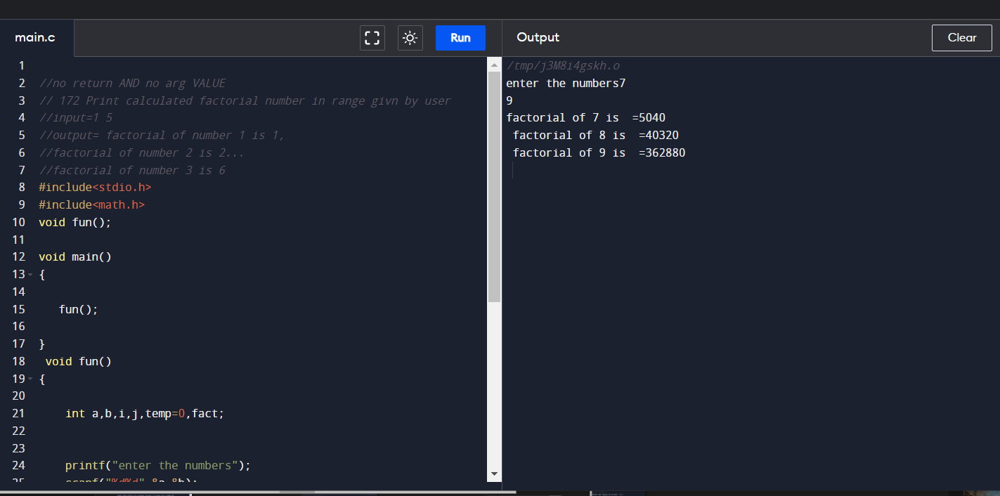 main.c
Run
Output
Clear
1
2 //no return AND no arg VALUE
3 // 172 Print calculated factorial number in range givn by user
4 //input=1 5
5 //output= factorial of number 1 is 1,
6 //factorial of number 2 is 2...
7 //factorial of number 3 is 6
8 #include<stdio.h>
9 #include<math.h>
10 void fun();
11
12 void main()
13 {
14
15 fun();
16
17 }
18 void fun()
19 {
20
21 int a,b,i,j,temp=0,fact;
22
23
24 printf("enter the numbers");
25 scanf("%d%d",&a,&b);
/tmp/j3M8i4gskh.o
enter the numbers7
9
factorial of 7 is  =5040
factorial of 8 is  =40320
factorial of 9 is  =362880